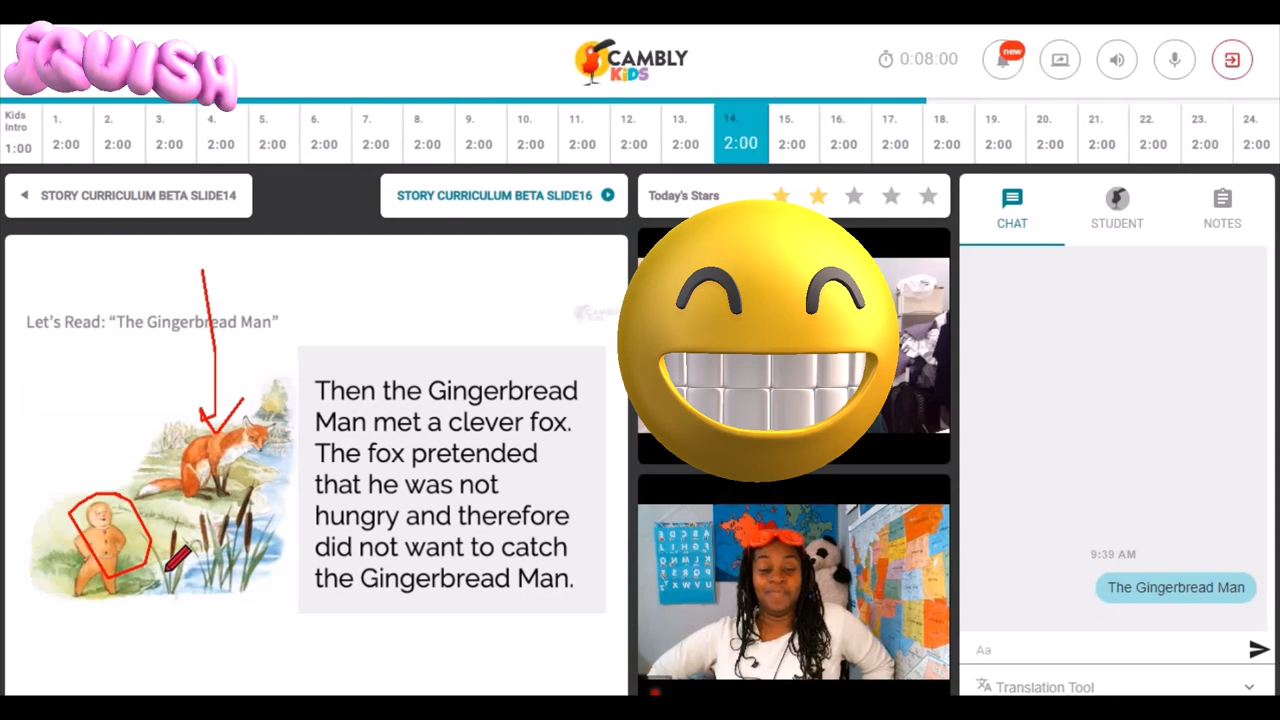 SQUISH
CAMBLY
KIDS
0:08:00
new
Kids
Intro
1:00
1.
2:00
2.
2:00
3.
2:00
4.
2:00
5.
2:00
6.
2:00
7.
2:00
8.
2:00
9.
2:00
10.
2:00
11.
2:00
12.
2:00
13.
2:00
14.
2:00
15.
2:00
16.
2:00
17.
2:00
18.
2:00
19.
2:00
20.
2:00
21.
2:00
22.
2:00
23.
2:00
24.
2:00
STORY CURRICULUM BETA SLIDE14
STORY CURRICULUM BETA SLIDE16
Today's Stars
CHAT
STUDENT
NOTES
Let's Read: “The Gingerbread Man”
Then the Gingerbread
Man met a clever fox.
The fox pretended
that he was not
hungry and therefore
did not want to catch
the Gingerbread Man.
9:39 AM
The Gingerbread Man
Aa
Translation Tool